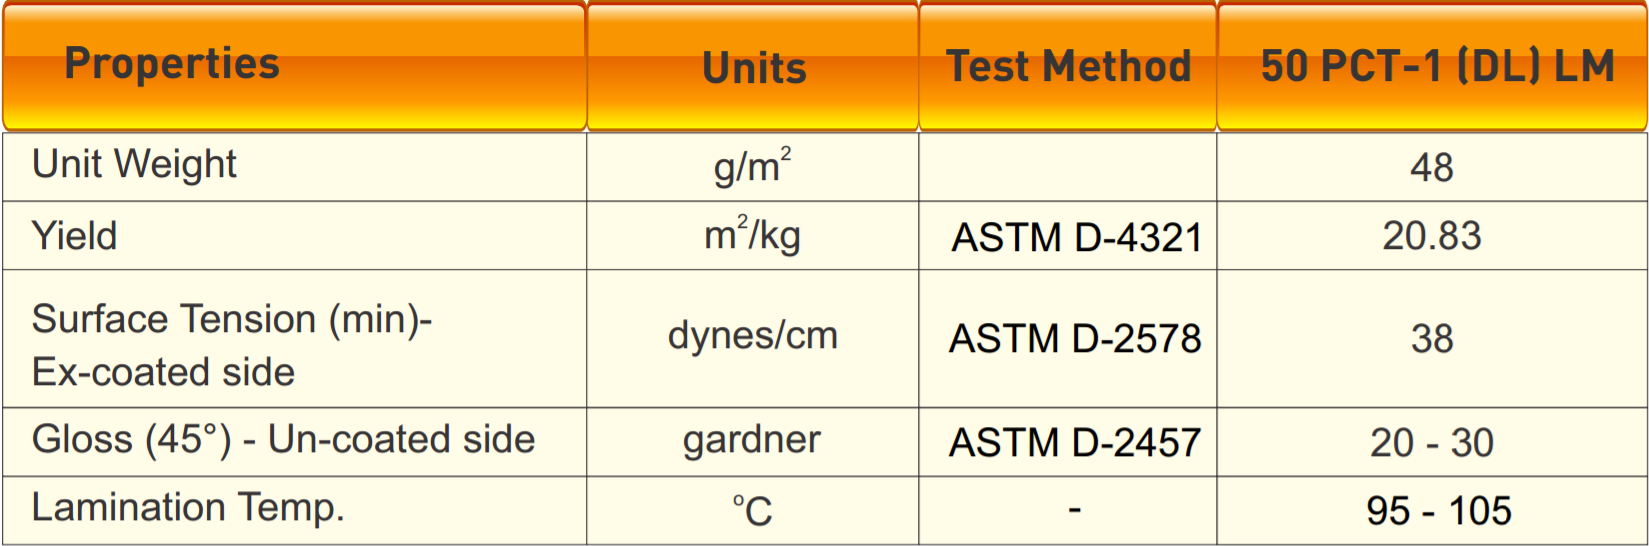 Properties Units Test Method 50 PCT-1 (DL) LM
Unit Weight g/m² 48
Yield m²/kg ASTM D-4321 20.83
Surface Tension (min)-
Ex-coated side dynes/cm ASTM D-2578 38
Gloss (45°) - Un-coated side gardner ASTM D-2457 20 - 30
Lamination Temp. °C - 95 - 105